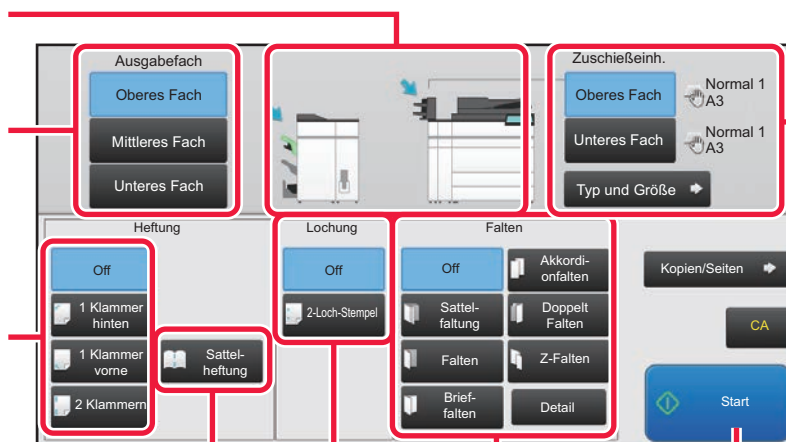 Ausgabefach
Oberes Fach
Mittleres Fach
Unteres Fach
Zuschießeinh.
Oberes Fach
Normal 1
A3
Unteres Fach
Normal 1
A3
Typ und Größe
Heftung
Off
1 Klammer
hinten
1 Klammer
vorne
2 Klammern
Sattel-
heftung
Lochung
Off
2-Loch-Stempel
Falten
Off
Sattel-
faltung
Falten
Brief-
falten
Akkordi-
onfalten
Doppelt
Falten
Z-Falten
Detail
Kopien/Seiten
CA
Start